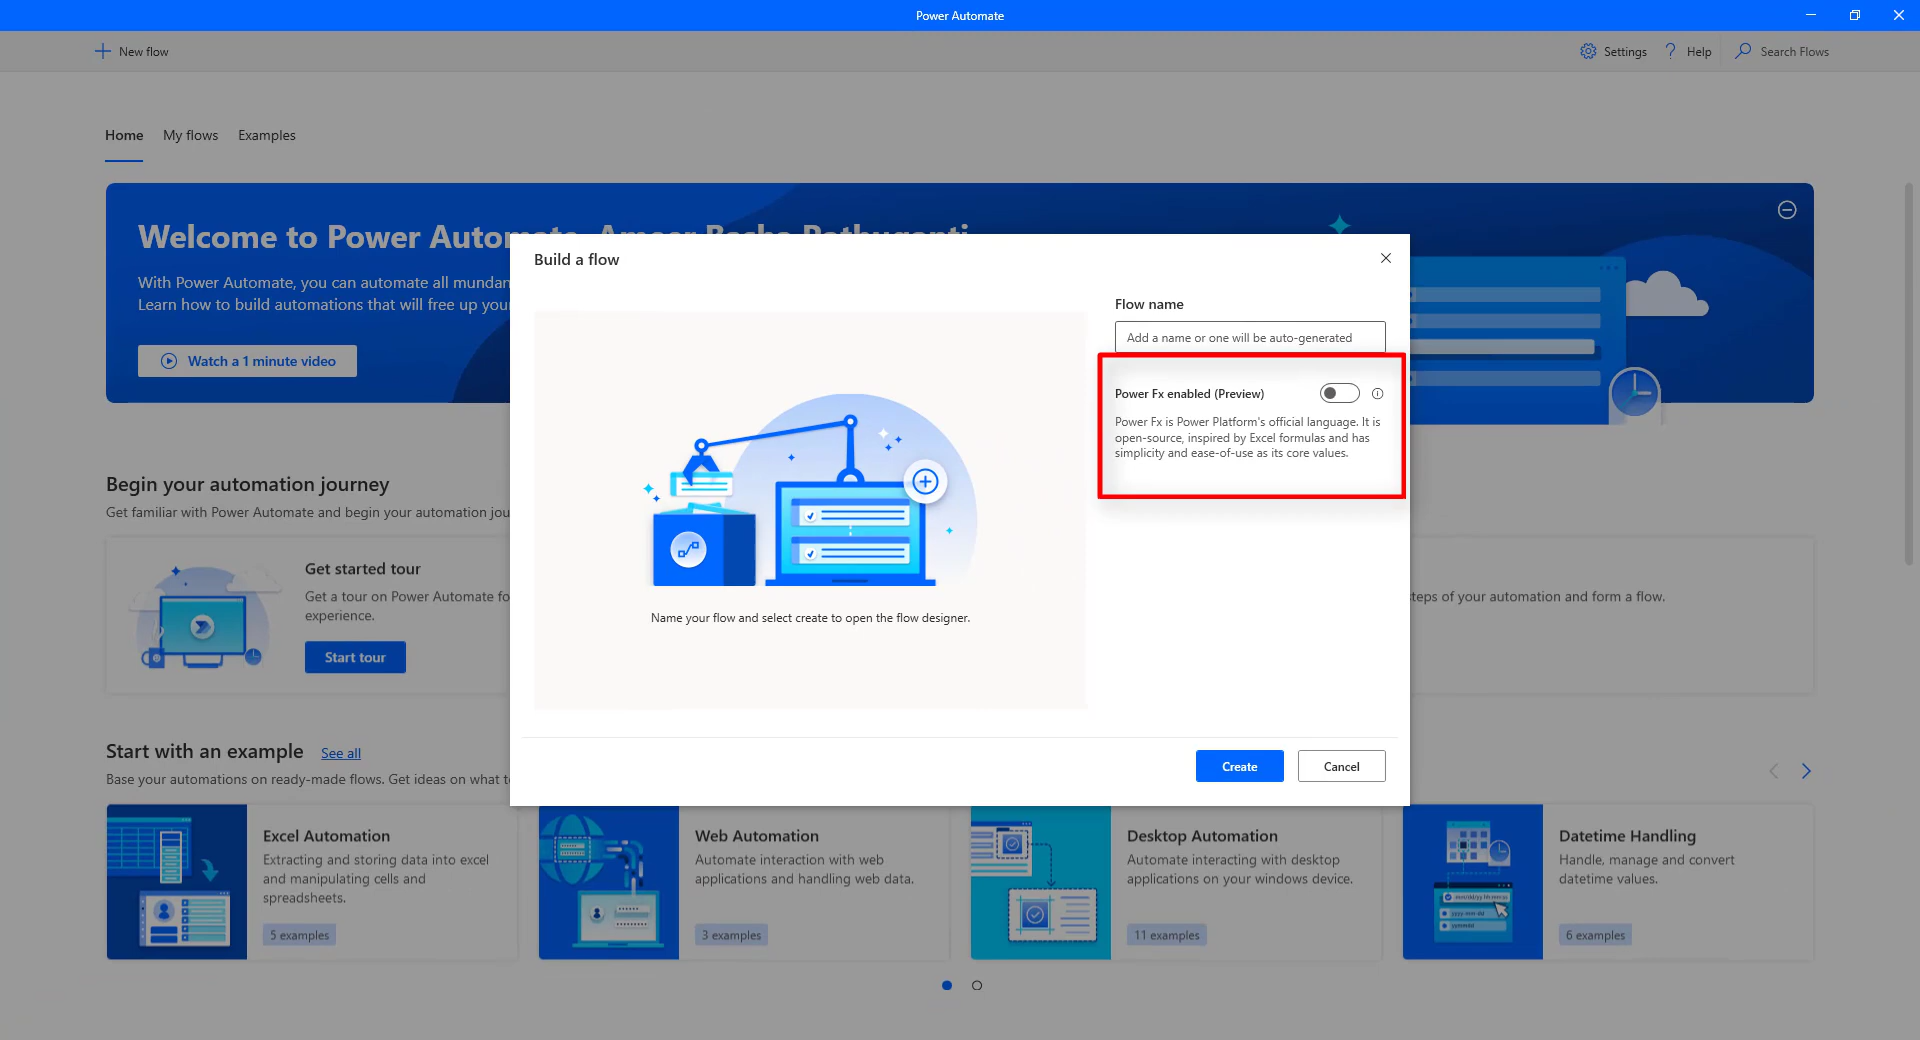 Power Automate
New flow
Settings
Help
Search Flows
Home
My flows
Examples
Welcome to Power Automate, Ameer Basha Pathuganti
With Power Automate, you can automate all mundan
Learn how to build automations that will free up your
Watch a 1 minute video
Build a flow
Flow name
Add a name or one will be auto-generated
Power Fx enabled (Preview)
Power Fx is Power Platform's official language. It is
open-source, inspired by Excel formulas and has
simplicity and ease-of-use as its core values.
Name your flow and select create to open the flow designer.
Create
Cancel
Begin your automation journey
Get familiar with Power Automate and begin your automation jou
Get started tour
Get a tour on Power Automate fo
experience.
Start tour
steps of your automation and form a flow.
Start with an example
See all
Base your automations on ready-made flows. Get ideas on what t
Excel Automation
Extracting and storing data into excel
and manipulating cells and
spreadsheets.
5 examples
Web Automation
Automate interaction with web
applications and handling web data.
3 examples
Desktop Automation
Automate interacting with desktop
applications on your windows device.
11 examples
Datetime Handling
Handle, manage and convert
datetime values.
6 examples
yyyy-mm-dd